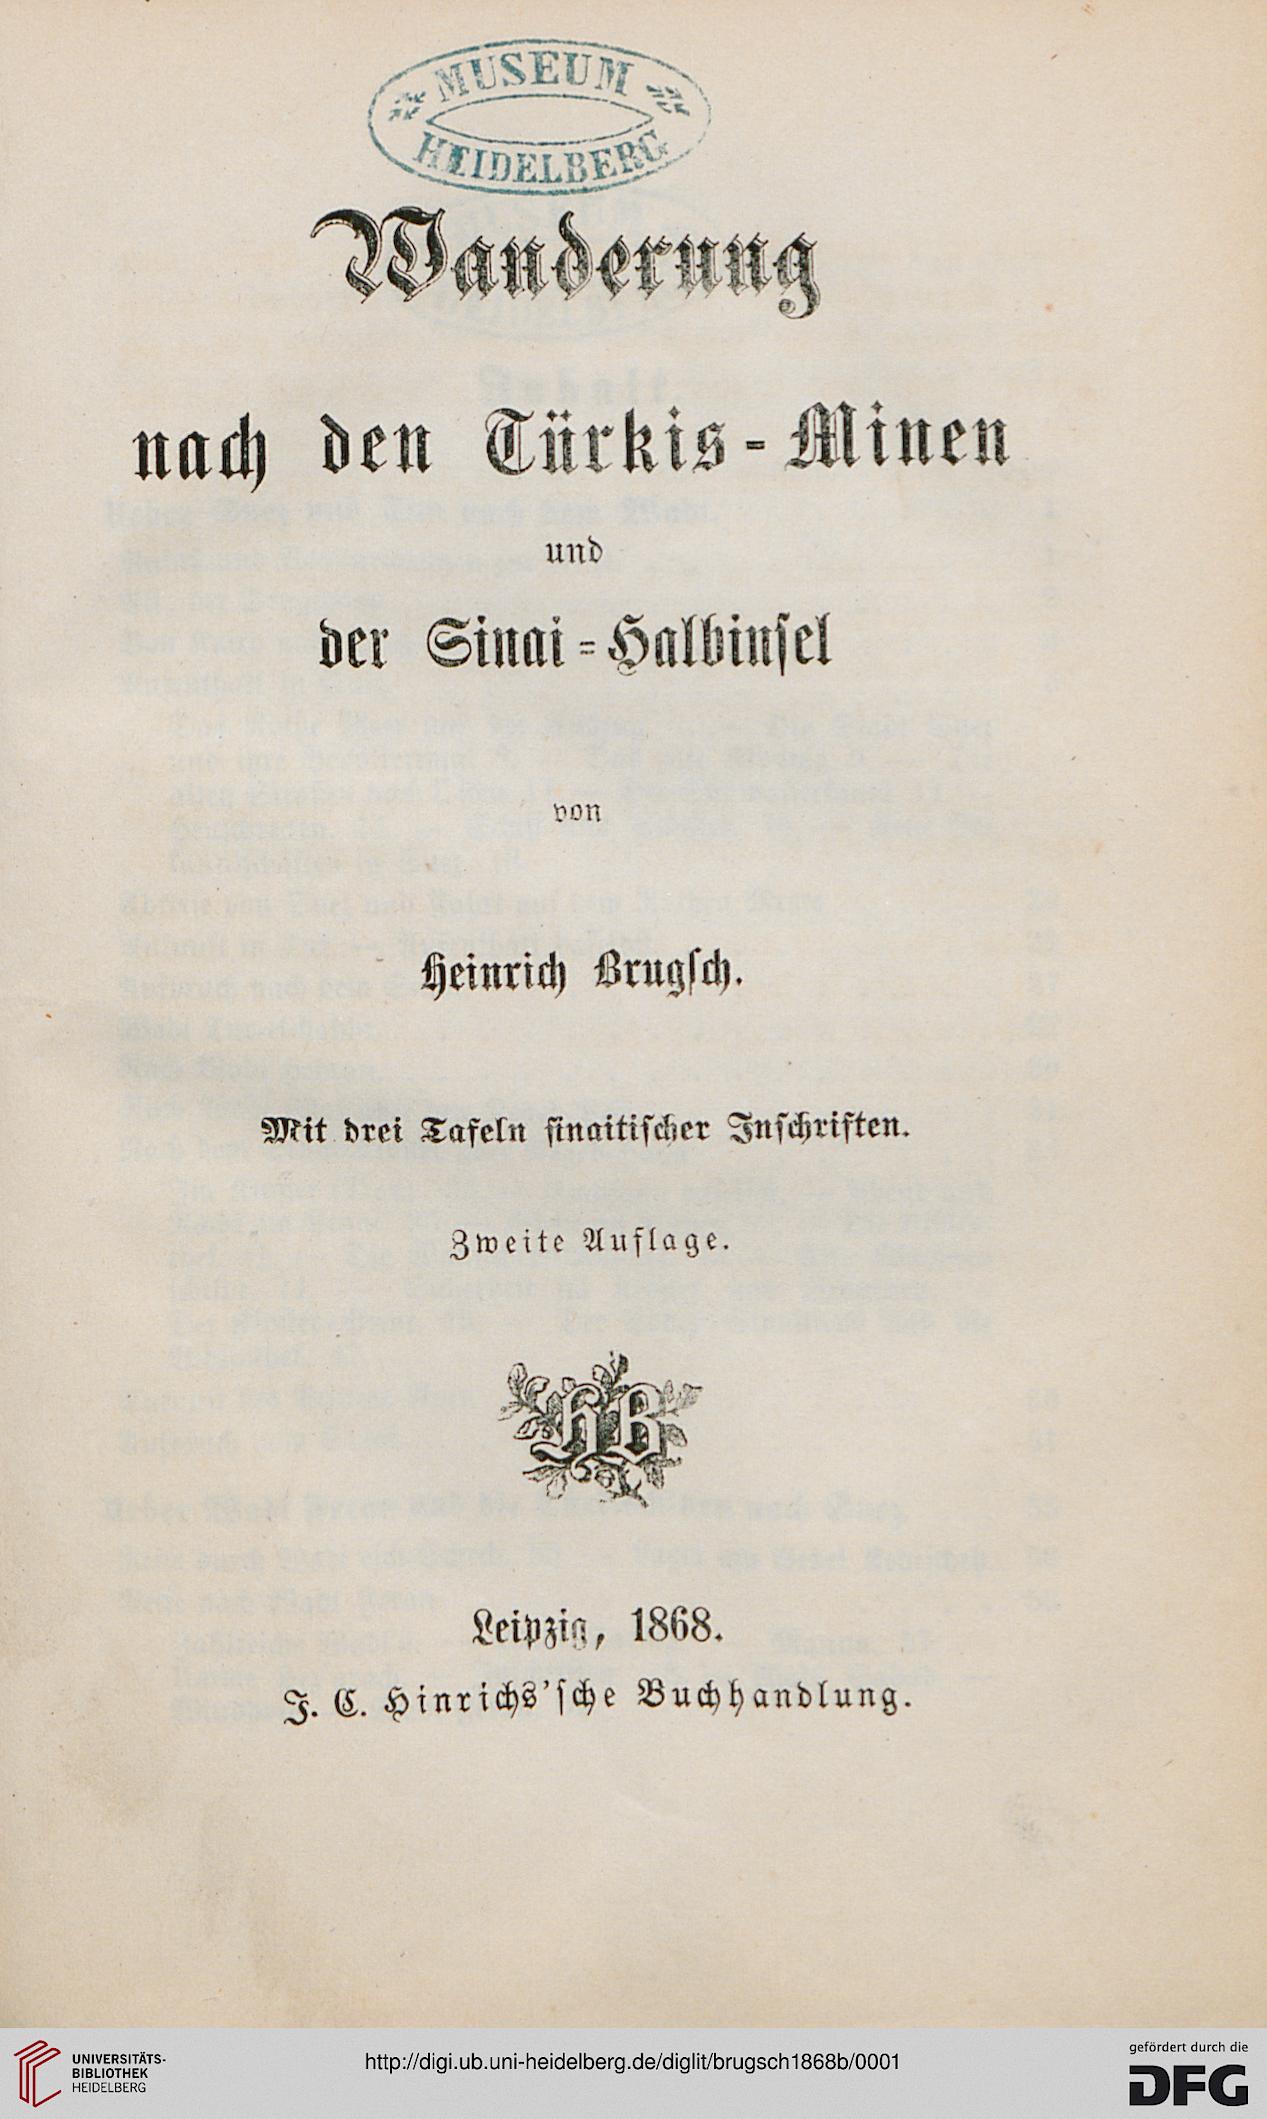 MUSEUM
HEIDELBERG
Wanderung
nach den Türkis-Minen
und
der Sinai-Halbinsel
von
Heinrich Brugsch.
Mit drei Tafeln sinaitischer Inschriften.
Zweite Auflage.
HB
Leipzig, 1868.
J. C. Hinrichs'sche Buchhandlung.
UNIVERSITÄTS-
BIBLIOTHEK
HEIDELBERG
http://digi.ub.uni-heidelberg.de/diglit/brugsch1868b/0001
gefördert durch die
DFG